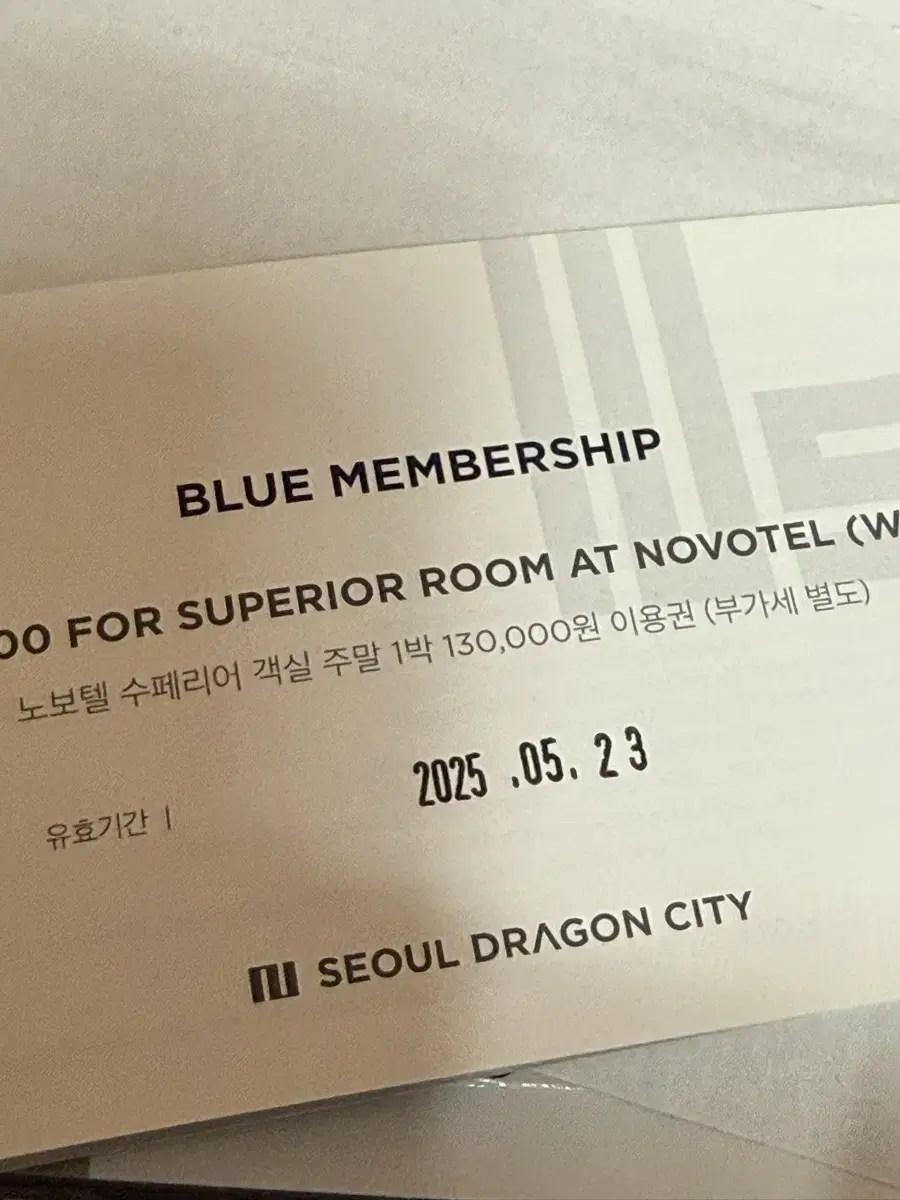 BLUE MEMBERSHIP
00 FOR SUPERIOR ROOM AT NOVOTEL (W
노보텔 수페리어 객실 주말 1박 130,000원 이용권 (부가세 별도)
2025 .05. 23
유효기간 |
SEOUL DRAGON CITY